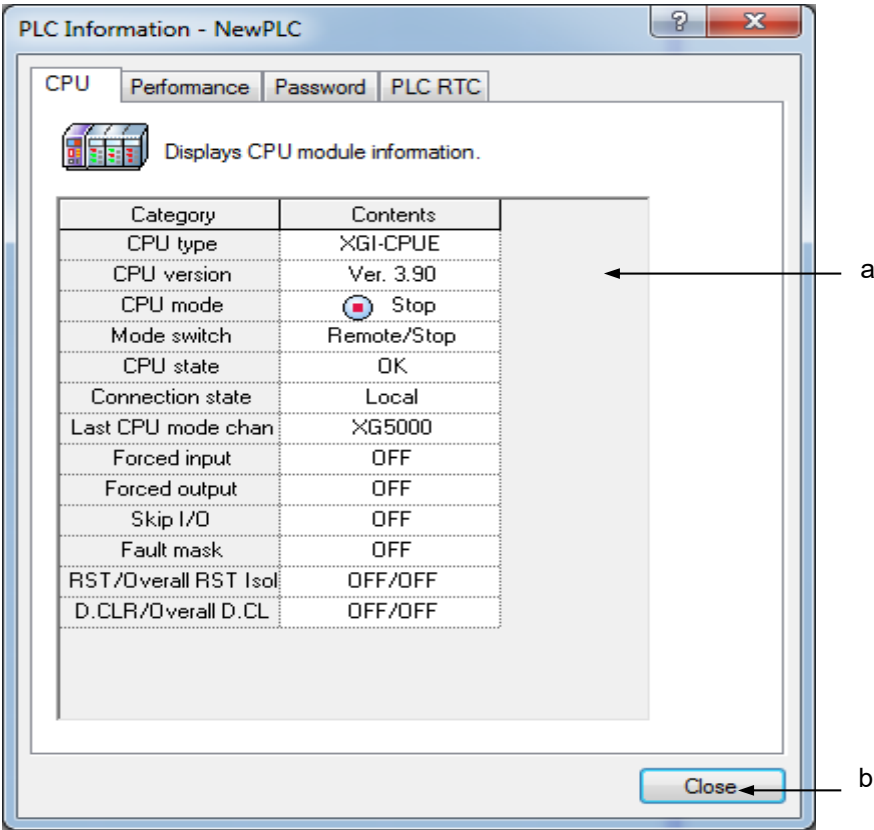 PLC Information - NewPLC
CPU Performance Password PLC RTC
Displays CPU module information.
Category Contents
CPU type XGI-CPUE
CPU version Ver. 3.90
a
CPU mode Stop
Mode switch Remote/Stop
CPU state OK
Connection state Local
Last CPU mode chan XG5000
Forced input OFF
Forced output OFF
Skip I/O OFF
Fault mask OFF
RST/Overall RST Isol OFF/OFF
D.CLR/Overall D.CL OFF/OFF
Close
b